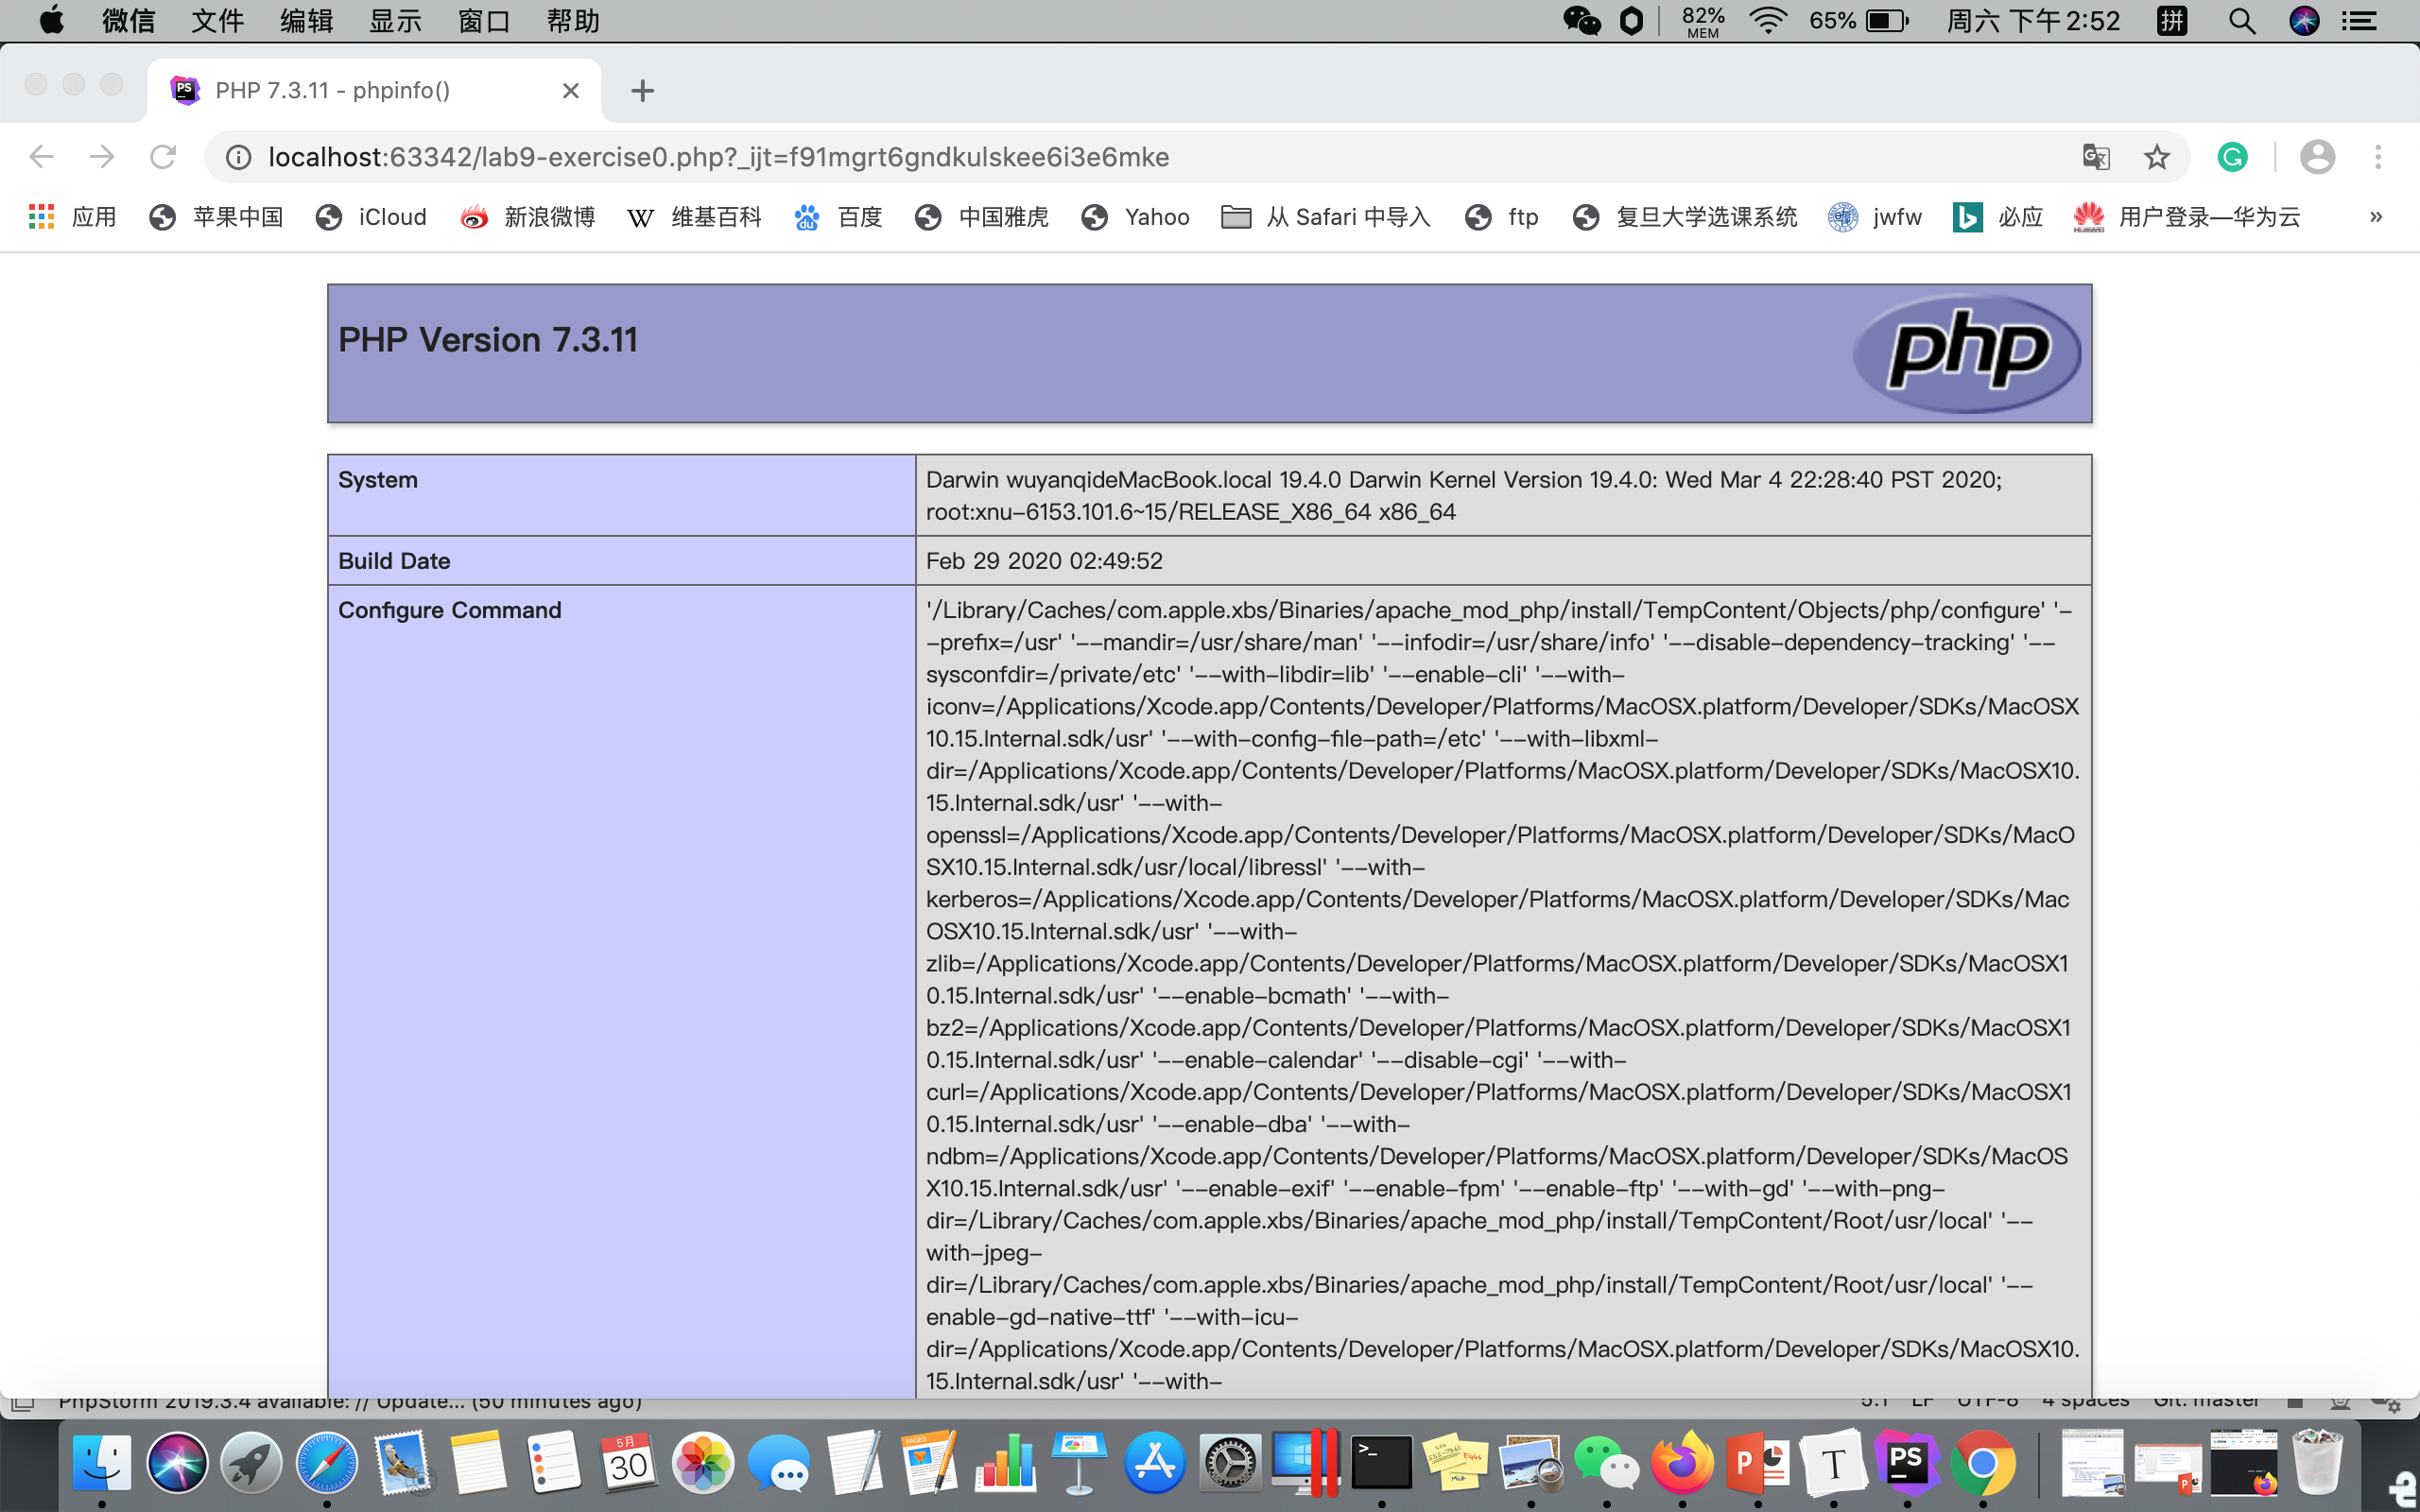 微信 文件 编辑 显示 窗口 帮助 82% MEM 65% 周六 下午2:52 拼
PS PHP 7.3.11 - phpinfo()
localhost:63342/lab9-exercise0.php?_ijt=f91mgrt6gndkulskee6i3e6mke
应用 苹果中国 iCloud 新浪微博 W 维基百科 百度 中国雅虎 Yahoo 从 Safari 中导入 ftp 复旦大学选课系统 jwfw 必应 用户登录—华为云 »
PHP Version 7.3.11 php
System Darwin wuyanqideMacBook.local 19.4.0 Darwin Kernel Version 19.4.0: Wed Mar 4 22:28:40 PST 2020;
root:xnu-6153.101.6~15/RELEASE_X86_64 x86_64
Build Date Feb 29 2020 02:49:52
Configure Command '/Library/Caches/com.apple.xbs/Binaries/apache_mod_php/install/TempContent/Objects/php/configure' '-
-prefix=/usr' '--mandir=/usr/share/man' '--infodir=/usr/share/info' '--disable-dependency-tracking' '--
sysconfdir=/private/etc' '--with-libdir=lib' '--enable-cli' '--with-
iconv=/Applications/Xcode.app/Contents/Developer/Platforms/MacOSX.platform/Developer/SDKs/MacOSX
10.15.Internal.sdk/usr' '--with-config-file-path=/etc' '--with-libxml-
dir=/Applications/Xcode.app/Contents/Developer/Platforms/MacOSX.platform/Developer/SDKs/MacOSX10.
15.Internal.sdk/usr' '--with-
openssl=/Applications/Xcode.app/Contents/Developer/Platforms/MacOSX.platform/Developer/SDKs/MacO
SX10.15.Internal.sdk/usr/local/libressl' '--with-
kerberos=/Applications/Xcode.app/Contents/Developer/Platforms/MacOSX.platform/Developer/SDKs/Mac
OSX10.15.Internal.sdk/usr' '--with-
zlib=/Applications/Xcode.app/Contents/Developer/Platforms/MacOSX.platform/Developer/SDKs/MacOSX1
0.15.Internal.sdk/usr' '--enable-bcmath' '--with-
bz2=/Applications/Xcode.app/Contents/Developer/Platforms/MacOSX.platform/Developer/SDKs/MacOSX1
0.15.Internal.sdk/usr' '--enable-calendar' '--disable-cgi' '--with-
curl=/Applications/Xcode.app/Contents/Developer/Platforms/MacOSX.platform/Developer/SDKs/MacOSX1
0.15.Internal.sdk/usr' '--enable-dba' '--with-
ndbm=/Applications/Xcode.app/Contents/Developer/Platforms/MacOSX.platform/Developer/SDKs/MacOS
X10.15.Internal.sdk/usr' '--enable-exif' '--enable-fpm' '--enable-ftp' '--with-gd' '--with-png-
dir=/Library/Caches/com.apple.xbs/Binaries/apache_mod_php/install/TempContent/Root/usr/local' '--
with-jpeg-
dir=/Library/Caches/com.apple.xbs/Binaries/apache_mod_php/install/TempContent/Root/usr/local' '--
enable-gd-native-ttf' '--with-icu-
dir=/Applications/Xcode.app/Contents/Developer/Platforms/MacOSX.platform/Developer/SDKs/MacOSX10.
15.Internal.sdk/usr' '--with-
PhpStorm 2019.3.4 available: // Update... (50 minutes ago) 5:1 LF UTF-8 4 spaces Git: master
5月
30
PAGES
T
PS